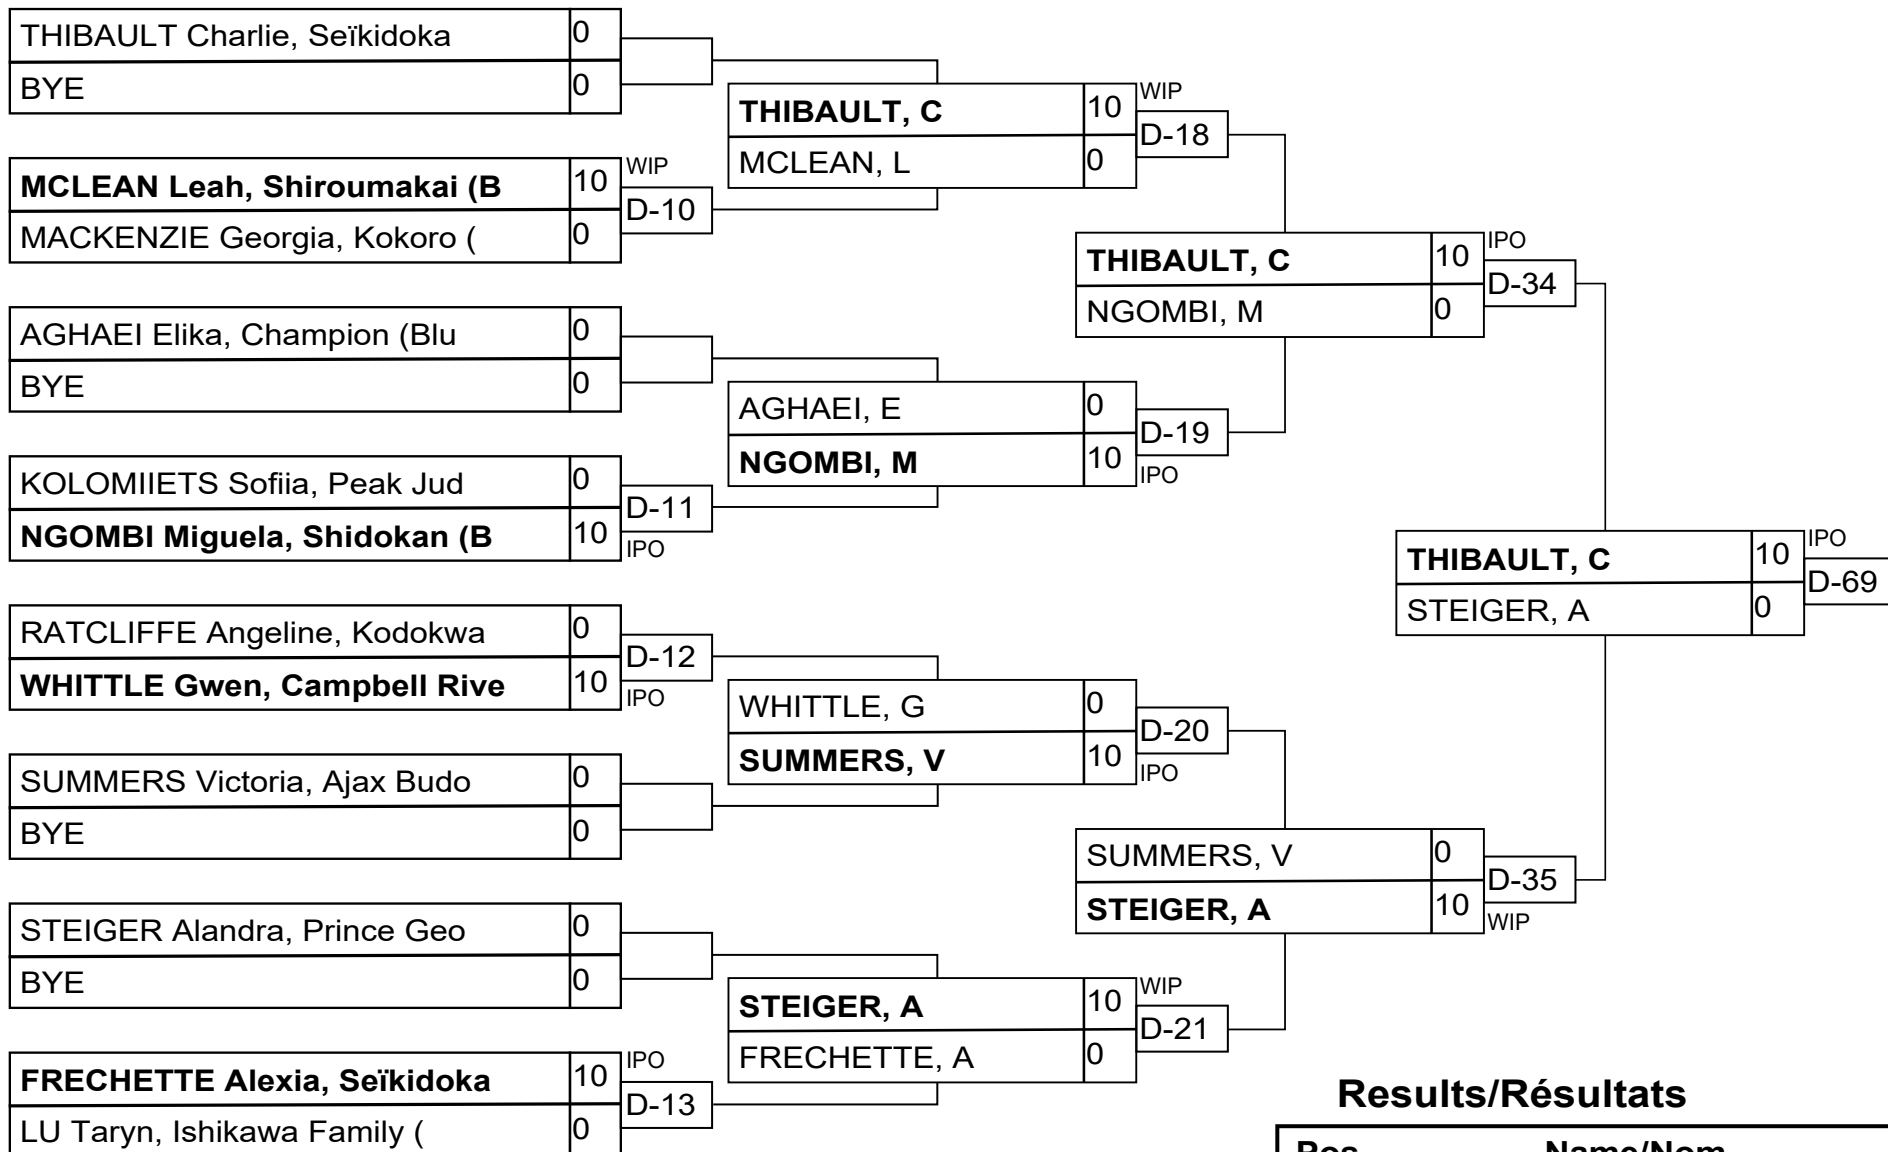 THIBAULT Charlie, Seïkidoka 0
BYE 0
MCLEAN Leah, Shiroumakai (B 10 WIP
D-10
MACKENZIE Georgia, Kokoro ( 0
AGHAEI Elika, Champion (Blu 0
BYE 0
KOLOMIIETS Sofiia, Peak Jud 0
D-11
NGOMBI Miguela, Shidokan (B 10 IPO
RATCLIFFE Angeline, Kodokwa 0
D-12
WHITTLE Gwen, Campbell Rive 10 IPO
SUMMERS Victoria, Ajax Budo 0
BYE 0
STEIGER Alandra, Prince Geo 0
BYE 0
FRECHETTE Alexia, Seïkidoka 10 IPO
D-13
LU Taryn, Ishikawa Family ( 0
THIBAULT, C 10 WIP
D-18
MCLEAN, L 0
AGHAEI, E 0
D-19
NGOMBI, M 10 IPO
WHITTLE, G 0
D-20
SUMMERS, V 10 IPO
STEIGER, A 10 WIP
D-21
FRECHETTE, A 0
THIBAULT, C 10 IPO
D-34
NGOMBI, M 0
SUMMERS, V 0
D-35
STEIGER, A 10 WIP
THIBAULT, C 10 IPO
D-69
STEIGER, A 0
Results/Résultats
Pos Name/Nom